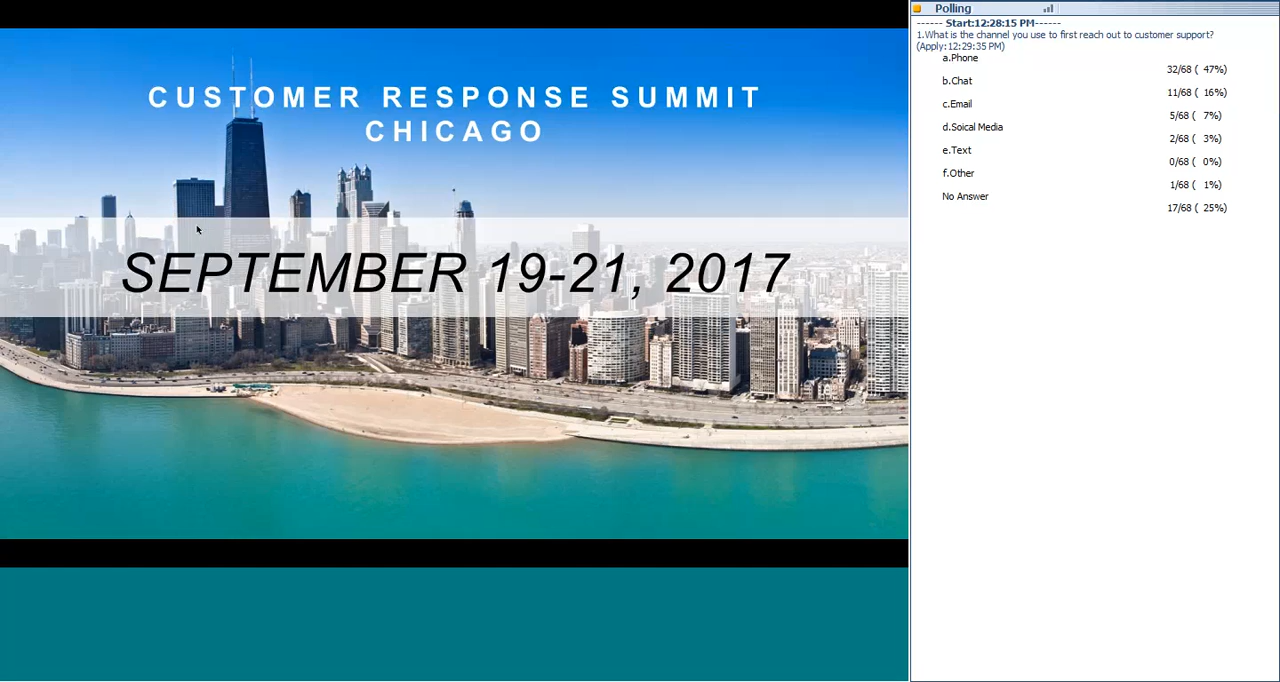 CUSTOMER RESPONSE SUMMIT
CHICAGO
SEPTEMBER 19-21, 2017
Polling
------ Start:12:28:15 PM------
1.What is the channel you use to first reach out to customer support?
(Apply:12:29:35 PM)
a.Phone
32/68 ( 47%)
b.Chat
11/68 ( 16%)
c.Email
5/68 ( 7%)
d.Soical Media
2/68 ( 3%)
e.Text
0/68 ( 0%)
f.Other
1/68 ( 1%)
No Answer
17/68 ( 25%)